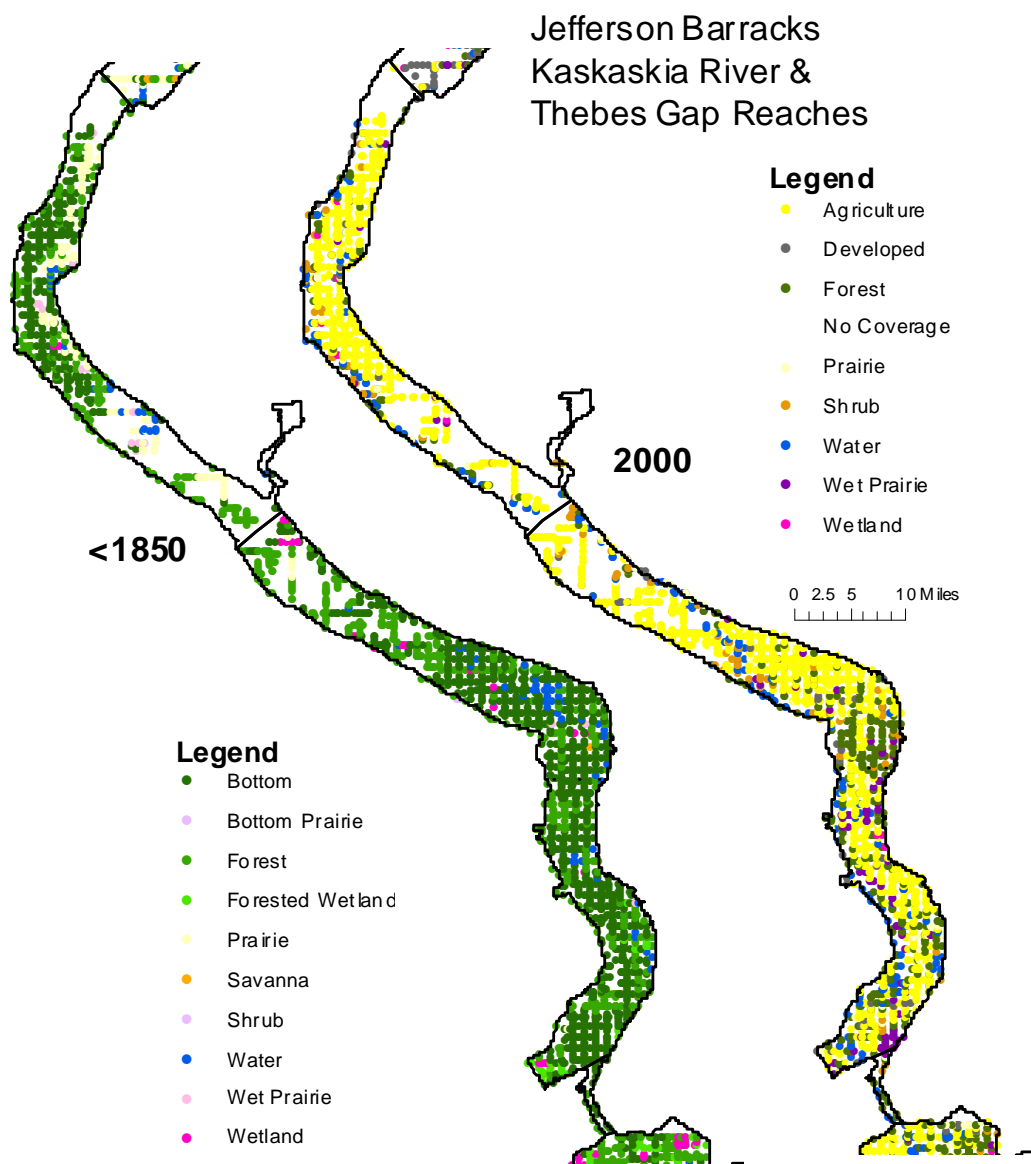 Jefferson Barracks
Kaskaskia River &
Thebes Gap Reaches
Legend
Agriculture
Developed
Forest
No Coverage
Prairie
Shrub
Water
Wet Prairie
Wetland
2000
<1850
0 2.5 5 10 Miles
Legend
Bottom
Bottom Prairie
Forest
Forested Wetland
Prairie
Savanna
Shrub
Water
Wet Prairie
Wetland